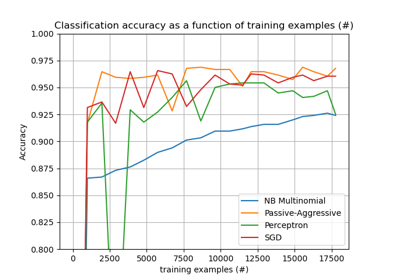 Classification accuracy as a function of training examples (#)
1.000
0.975
0.950
0.925
0.900
0.875
0.850
0.825
0.800
Accuracy
NB Multinomial
Passive-Aggressive
Perceptron
SGD
0 2500 5000 7500 10000 12500 15000 17500
training examples (#)